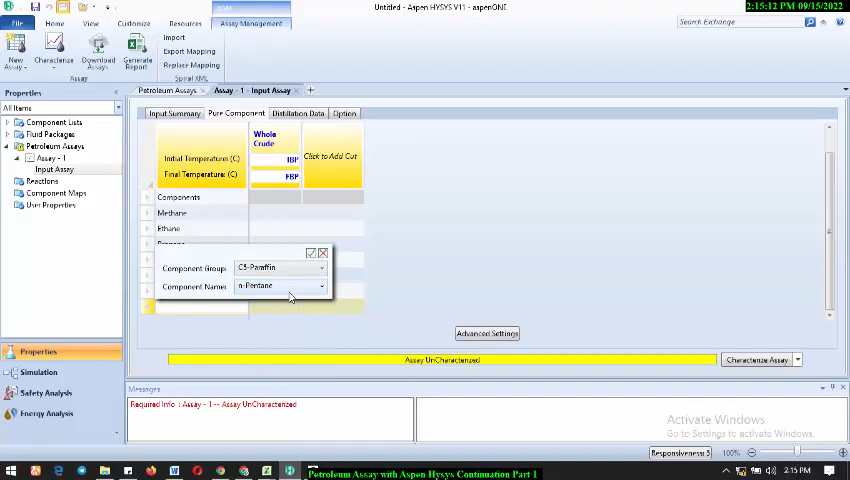 Untitled - Aspen HYSYS V11 - aspenONE
2:15:12 PM 09/15/2022
File
Home
View
Customize
Resources
Assay Management
Search Exchange
New Assay
Characterize
Download Assays
Generate Report
Import
Export Mapping
Replace Mapping
Assay
Spiral XML
Properties
All Items
Component Lists
Fluid Packages
Petroleum Assays
Assay - 1
Input Assay
Reactions
Component Maps
User Properties
Properties
Simulation
Safety Analysis
Energy Analysis
Petroleum Assays
Assay - 1 - Input Assay
Input Summary
Pure Component
Distillation Data
Option
Whole Crude
Click to Add Cut
Initial Temperature: (C)
IBP
Final Temperature: (C)
FBP
Components
Methane
Ethane
Component Group:
C5-Paraffin
Component Name:
n-Pentane
Advanced Settings
Assay UnCharacterized
Characterize Assay
Messages
Required Info : Assay - 1 -- Assay UnCharacterized
Activate Windows
Go to Settings to activate Windows.
Responsiveness: 5
100%
2:15 PM
Petroleum Assay with Aspen Hysys Continuation Part 1